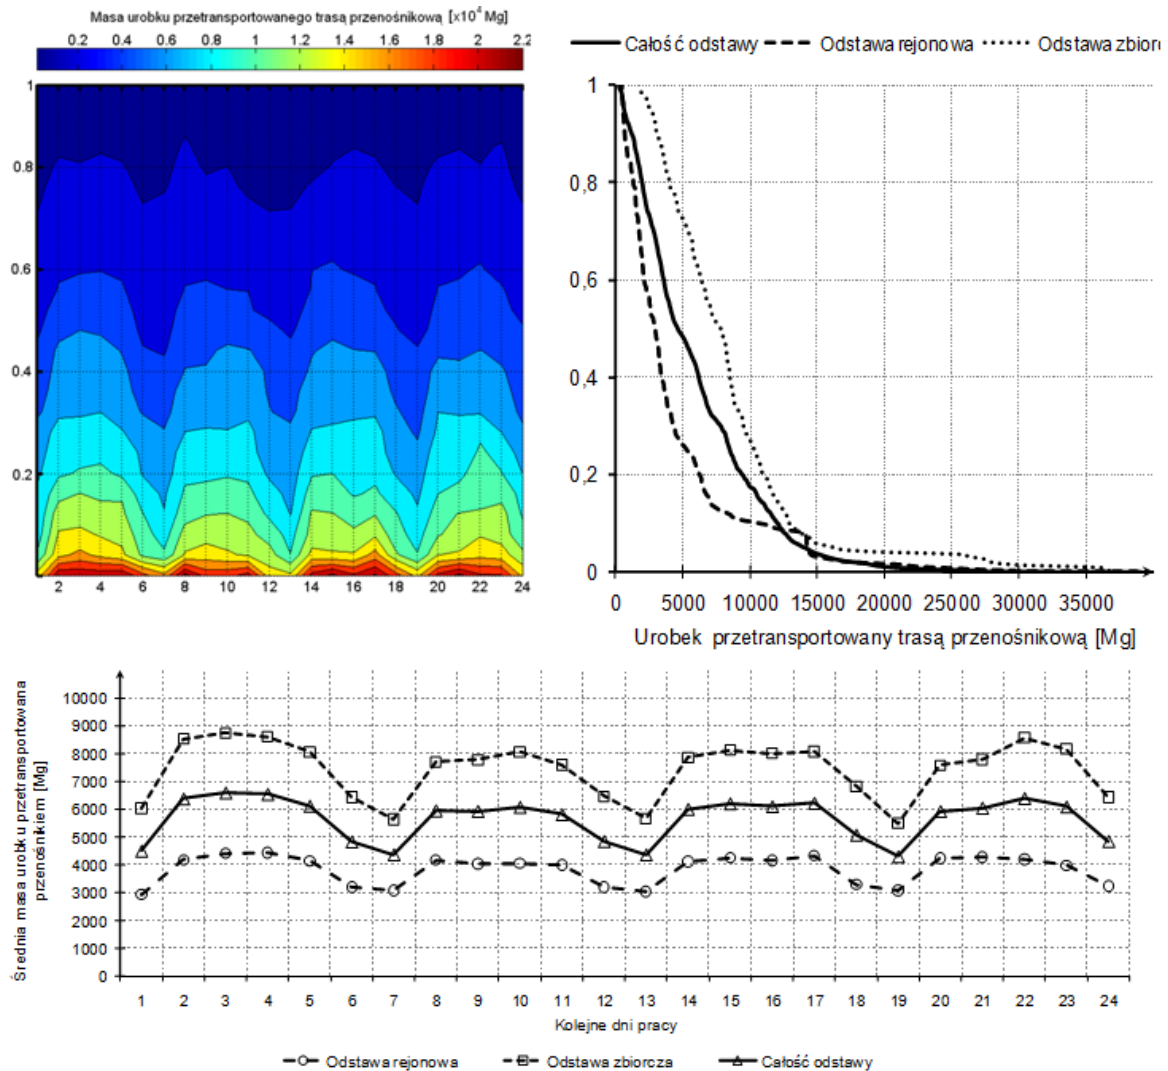 Masa urobku przetransportowanego trasą przenośnikową [x10⁴ Mg]
0.2 0.4 0.6 0.8 1 1.2 1.4 1.6 1.8 2 2.2
1
0.8
0.6
0.4
0.2
2 4 6 8 10 12 14 16 18 20 22 24
Całość odstawy Odstawa rejonowa Odstawa zbior
1
0,8
0,6
0,4
0,2
0
0 5000 10000 15000 20000 25000 30000 35000
Urobek przetransportowany trasą przenośnikową [Mg]
Średnia masa urobku przetransportowana
przenośnikiem [Mg]
10000
9000
8000
7000
6000
5000
4000
3000
2000
1000
0
1 2 3 4 5 6 7 8 9 10 11 12 13 14 15 16 17 18 19 20 21 22 23 24
Kolejne dni pracy
Odstawa rejonowa Odstawa zbiorcza Całość odstawy